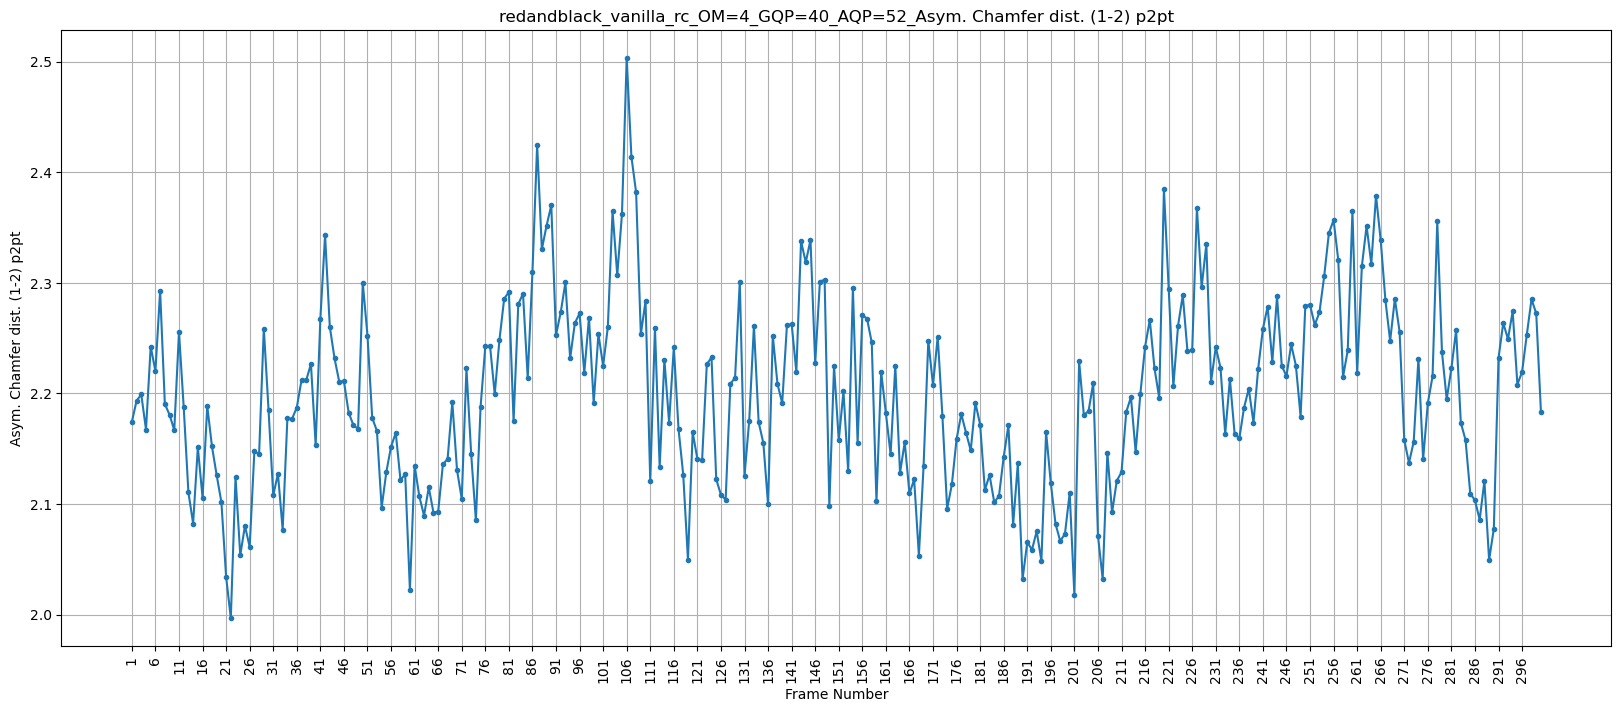 redandblack_vanilla_rc_OM=4_GQP=40_AQP=52_Asym. Chamfer dist. (1-2) p2pt
Asym. Chamfer dist. (1-2) p2pt
2.5
2.4
2.3
2.2
2.1
2.0
1 6 11 16 21 26 31 36 41 46 51 56 61 66 71 76 81 86 91 96 101 106 111 116 121 126 131 136 141 146 151 156 161 166 171 176 181 186 191 196 201 206 211 216 221 226 231 236 241 246 251 256 261 266 271 276 281 286 291 296
Frame Number